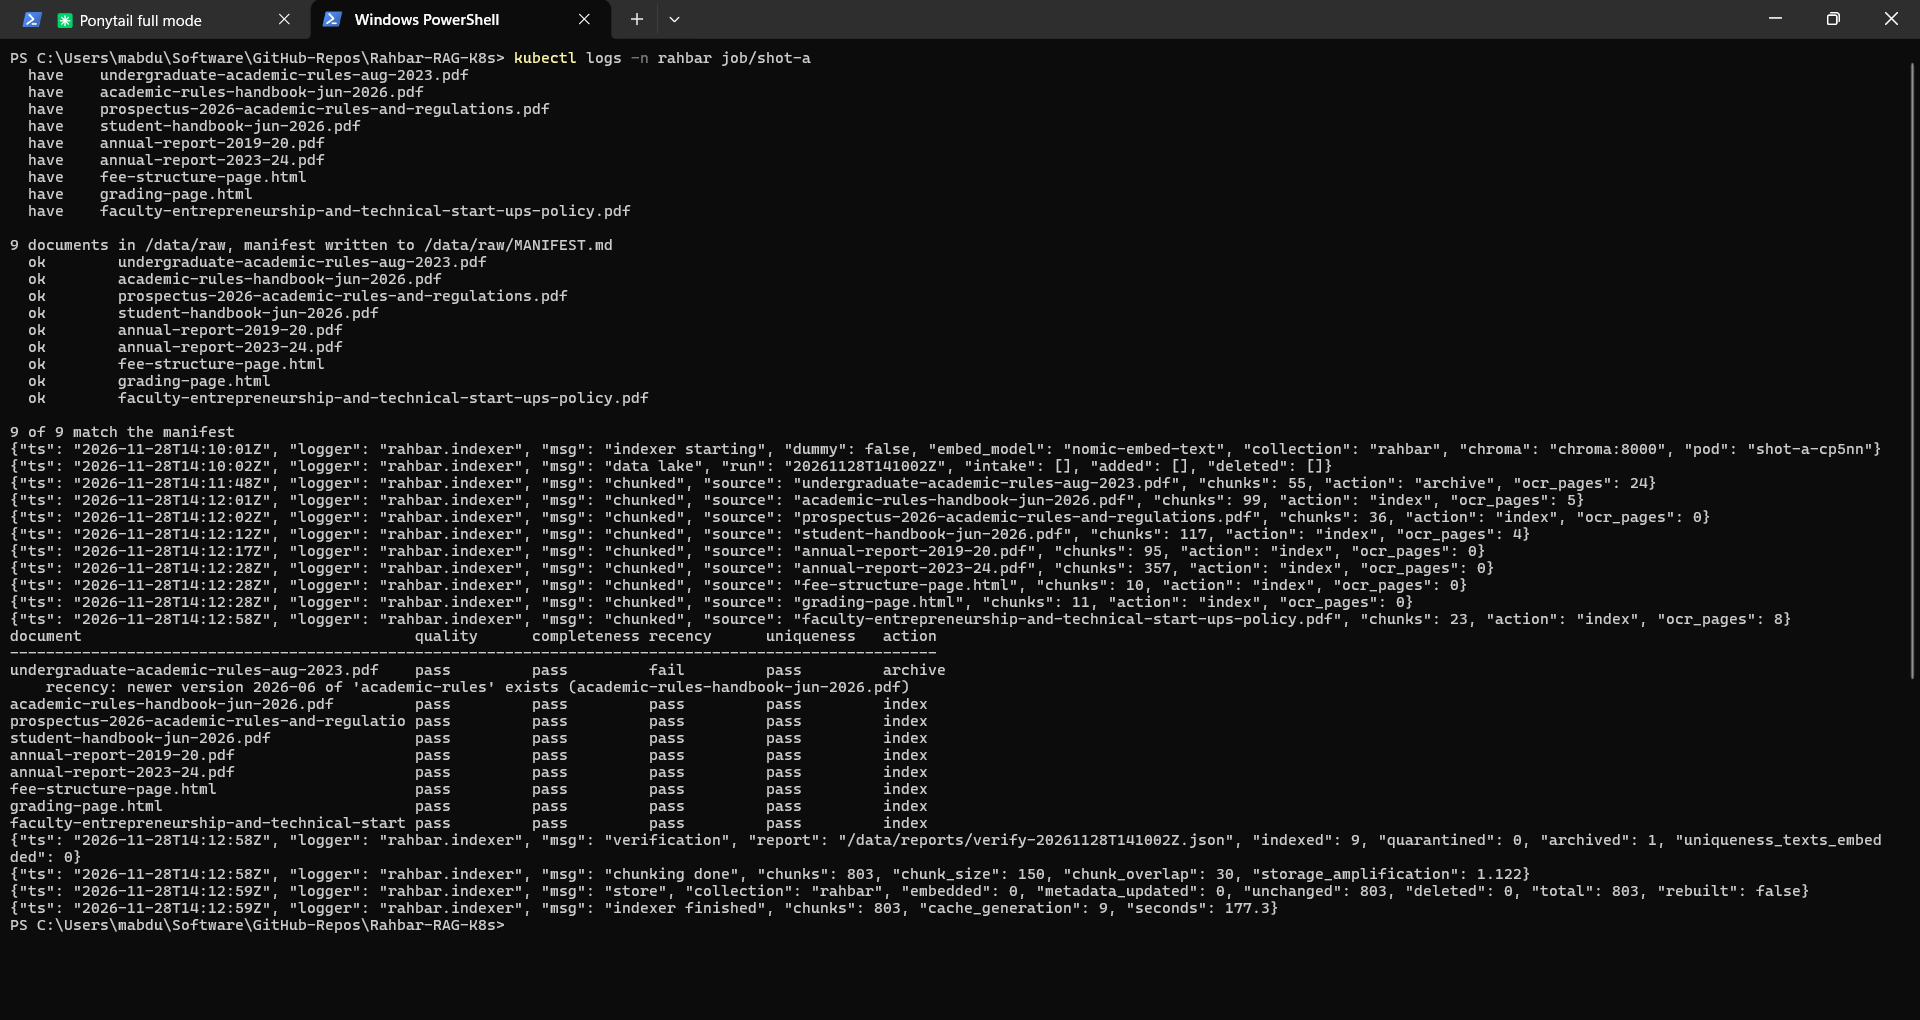 Ponytail full mode
Windows PowerShell
PS C:\Users\mabdu\Software\GitHub-Repos\Rahbar-RAG-K8s> kubectl logs -n rahbar job/shot-a
  have    undergraduate-academic-rules-aug-2023.pdf
  have    academic-rules-handbook-jun-2026.pdf
  have    prospectus-2026-academic-rules-and-regulations.pdf
  have    student-handbook-jun-2026.pdf
  have    annual-report-2019-20.pdf
  have    annual-report-2023-24.pdf
  have    fee-structure-page.html
  have    grading-page.html
  have    faculty-entrepreneurship-and-technical-start-ups-policy.pdf
9 documents in /data/raw, manifest written to /data/raw/MANIFEST.md
  ok        undergraduate-academic-rules-aug-2023.pdf
  ok        academic-rules-handbook-jun-2026.pdf
  ok        prospectus-2026-academic-rules-and-regulations.pdf
  ok        student-handbook-jun-2026.pdf
  ok        annual-report-2019-20.pdf
  ok        annual-report-2023-24.pdf
  ok        fee-structure-page.html
  ok        grading-page.html
  ok        faculty-entrepreneurship-and-technical-start-ups-policy.pdf
9 of 9 match the manifest
{"ts": "2026-11-28T14:10:01Z", "logger": "rahbar.indexer", "msg": "indexer starting", "dummy": false, "embed_model": "nomic-embed-text", "collection": "rahbar", "chroma": "chroma:8000", "pod": "shot-a-cp5nn"}
{"ts": "2026-11-28T14:10:02Z", "logger": "rahbar.indexer", "msg": "data lake", "run": "20261128T141002Z", "intake": [], "added": [], "deleted": []}
{"ts": "2026-11-28T14:11:48Z", "logger": "rahbar.indexer", "msg": "chunked", "source": "undergraduate-academic-rules-aug-2023.pdf", "chunks": 55, "action": "archive", "ocr_pages": 24}
{"ts": "2026-11-28T14:12:01Z", "logger": "rahbar.indexer", "msg": "chunked", "source": "academic-rules-handbook-jun-2026.pdf", "chunks": 99, "action": "index", "ocr_pages": 5}
{"ts": "2026-11-28T14:12:02Z", "logger": "rahbar.indexer", "msg": "chunked", "source": "prospectus-2026-academic-rules-and-regulations.pdf", "chunks": 36, "action": "index", "ocr_pages": 0}
{"ts": "2026-11-28T14:12:12Z", "logger": "rahbar.indexer", "msg": "chunked", "source": "student-handbook-jun-2026.pdf", "chunks": 117, "action": "index", "ocr_pages": 4}
{"ts": "2026-11-28T14:12:17Z", "logger": "rahbar.indexer", "msg": "chunked", "source": "annual-report-2019-20.pdf", "chunks": 95, "action": "index", "ocr_pages": 0}
{"ts": "2026-11-28T14:12:28Z", "logger": "rahbar.indexer", "msg": "chunked", "source": "annual-report-2023-24.pdf", "chunks": 357, "action": "index", "ocr_pages": 0}
{"ts": "2026-11-28T14:12:28Z", "logger": "rahbar.indexer", "msg": "chunked", "source": "fee-structure-page.html", "chunks": 10, "action": "index", "ocr_pages": 0}
{"ts": "2026-11-28T14:12:28Z", "logger": "rahbar.indexer", "msg": "chunked", "source": "grading-page.html", "chunks": 11, "action": "index", "ocr_pages": 0}
{"ts": "2026-11-28T14:12:58Z", "logger": "rahbar.indexer", "msg": "chunked", "source": "faculty-entrepreneurship-and-technical-start-ups-policy.pdf", "chunks": 23, "action": "index", "ocr_pages": 8}
document                                     quality      completeness recency      uniqueness   action
-------------------------------------------------------------------------------------------------------
undergraduate-academic-rules-aug-2023.pdf    pass         pass         fail         pass         archive
    recency: newer version 2026-06 of 'academic-rules' exists (academic-rules-handbook-jun-2026.pdf)
academic-rules-handbook-jun-2026.pdf         pass         pass         pass         pass         index
prospectus-2026-academic-rules-and-regulatio pass         pass         pass         pass         index
student-handbook-jun-2026.pdf                pass         pass         pass         pass         index
annual-report-2019-20.pdf                    pass         pass         pass         pass         index
annual-report-2023-24.pdf                    pass         pass         pass         pass         index
fee-structure-page.html                      pass         pass         pass         pass         index
grading-page.html                            pass         pass         pass         pass         index
faculty-entrepreneurship-and-technical-start pass         pass         pass         pass         index
{"ts": "2026-11-28T14:12:58Z", "logger": "rahbar.indexer", "msg": "verification", "report": "/data/reports/verify-20261128T141002Z.json", "indexed": 9, "quarantined": 0, "archived": 1, "uniqueness_texts_embed
ded": 0}
{"ts": "2026-11-28T14:12:58Z", "logger": "rahbar.indexer", "msg": "chunking done", "chunks": 803, "chunk_size": 150, "chunk_overlap": 30, "storage_amplification": 1.122}
{"ts": "2026-11-28T14:12:59Z", "logger": "rahbar.indexer", "msg": "store", "collection": "rahbar", "embedded": 0, "metadata_updated": 0, "unchanged": 803, "deleted": 0, "total": 803, "rebuilt": false}
{"ts": "2026-11-28T14:12:59Z", "logger": "rahbar.indexer", "msg": "indexer finished", "chunks": 803, "cache_generation": 9, "seconds": 177.3}
PS C:\Users\mabdu\Software\GitHub-Repos\Rahbar-RAG-K8s>